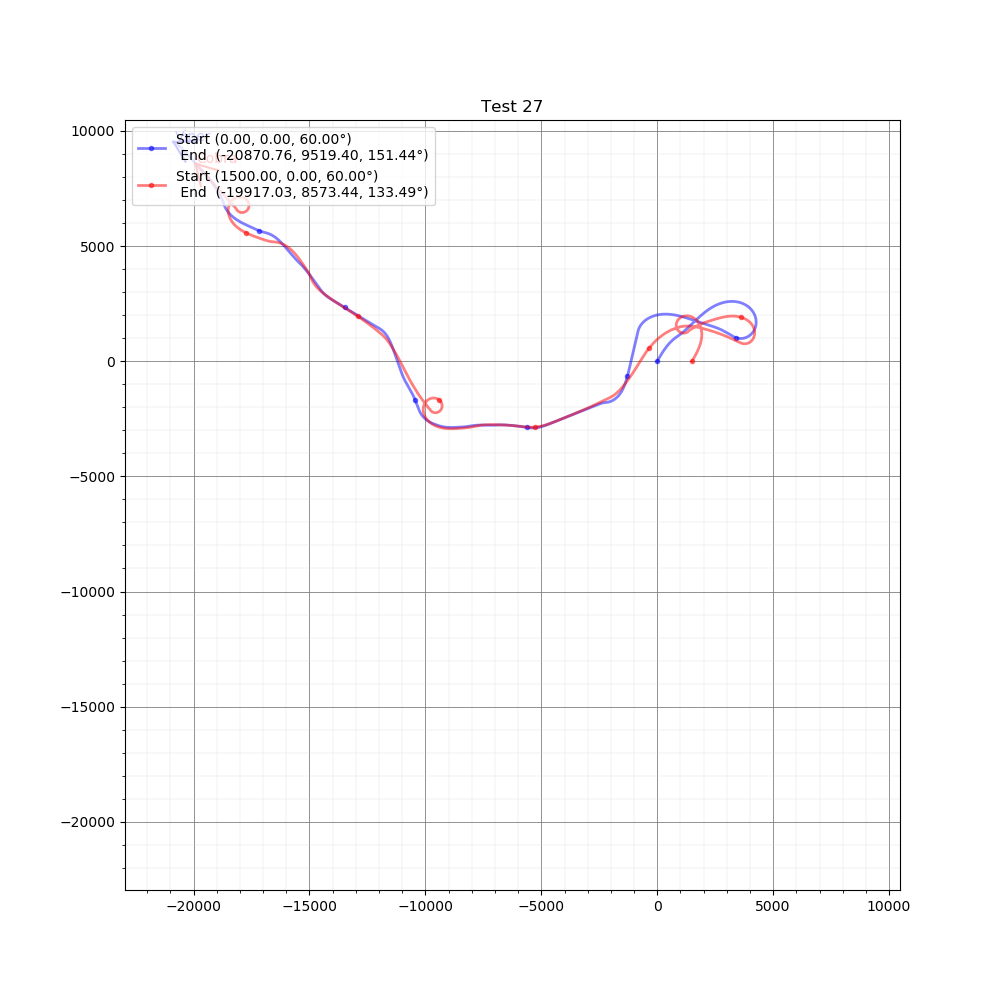 Test 27
Start (0.00, 0.00, 60.00°)
End (-20870.76, 9519.40, 151.44°)
Start (1500.00, 0.00, 60.00°)
End (-19917.03, 8573.44, 133.49°)
10000
5000
0
−5000
−10000
−15000
−20000
−20000 −15000 −10000 −5000 0 5000 10000